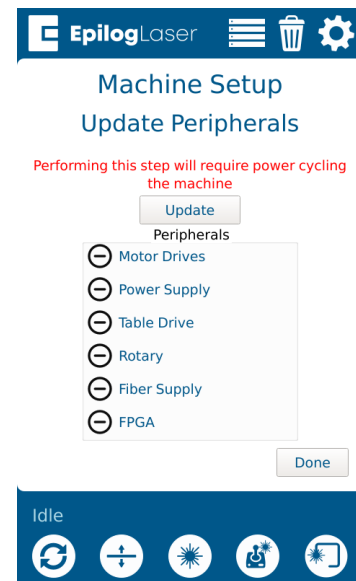 EpilogLaser
Machine Setup
Update Peripherals
Performing this step will require power cycling
the machine
Update
Peripherals
Motor Drives
Power Supply
Table Drive
Rotary
Fiber Supply
FPGA
Done
Idle